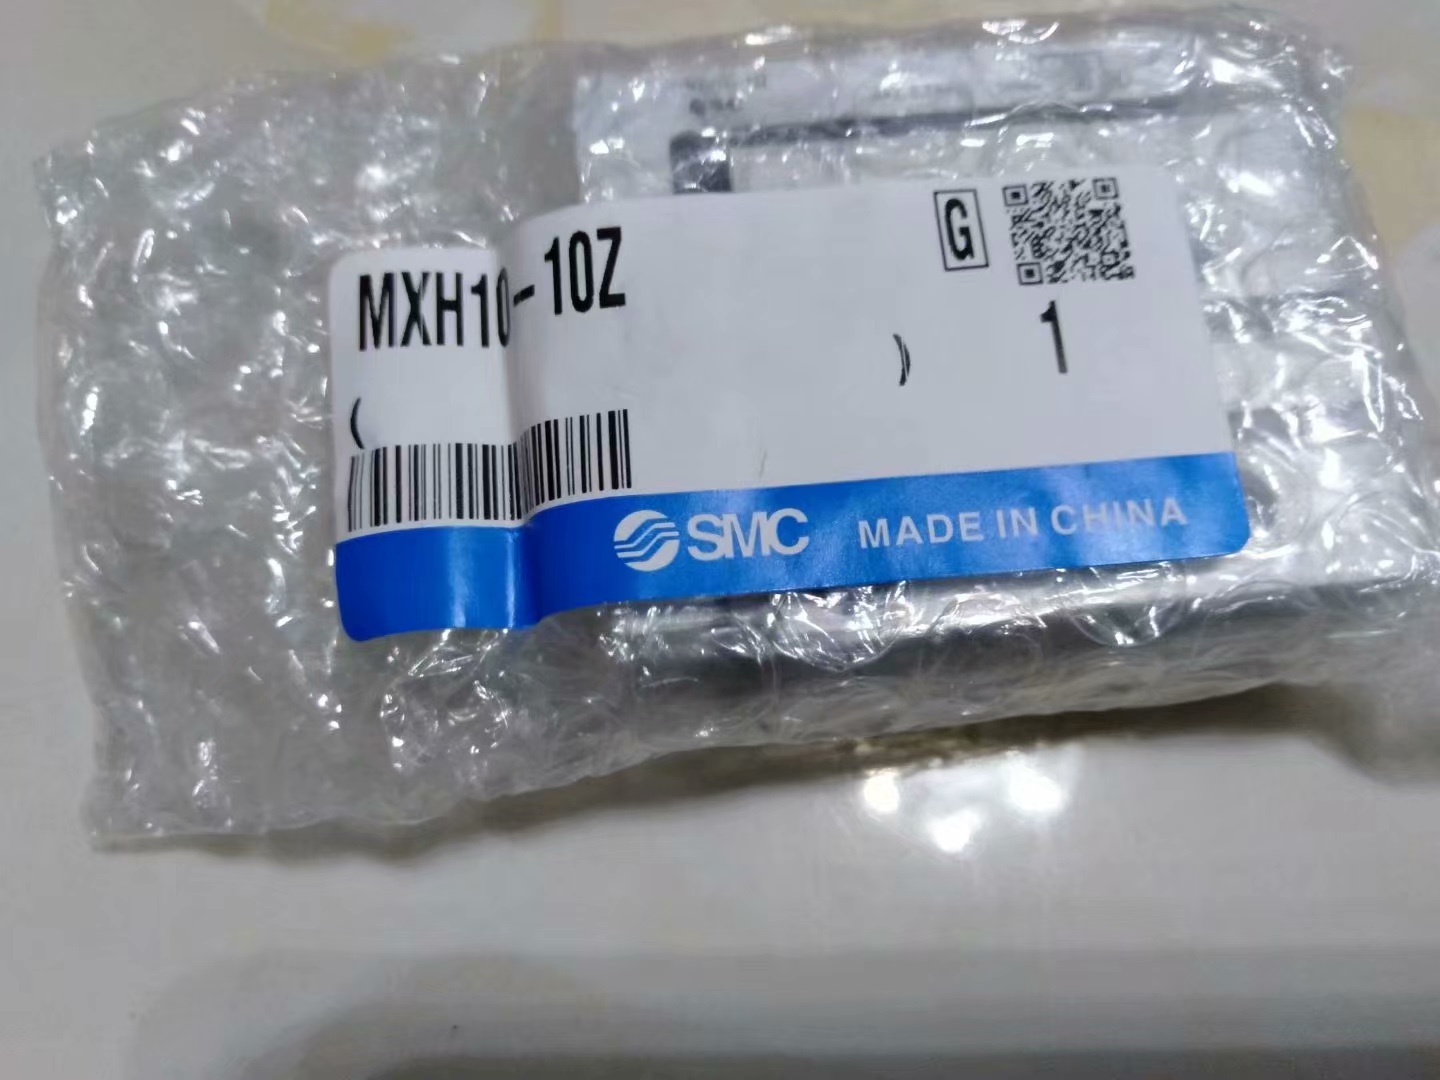 MXH10-10Z
G
( )
1
SMC MADE IN CHINA